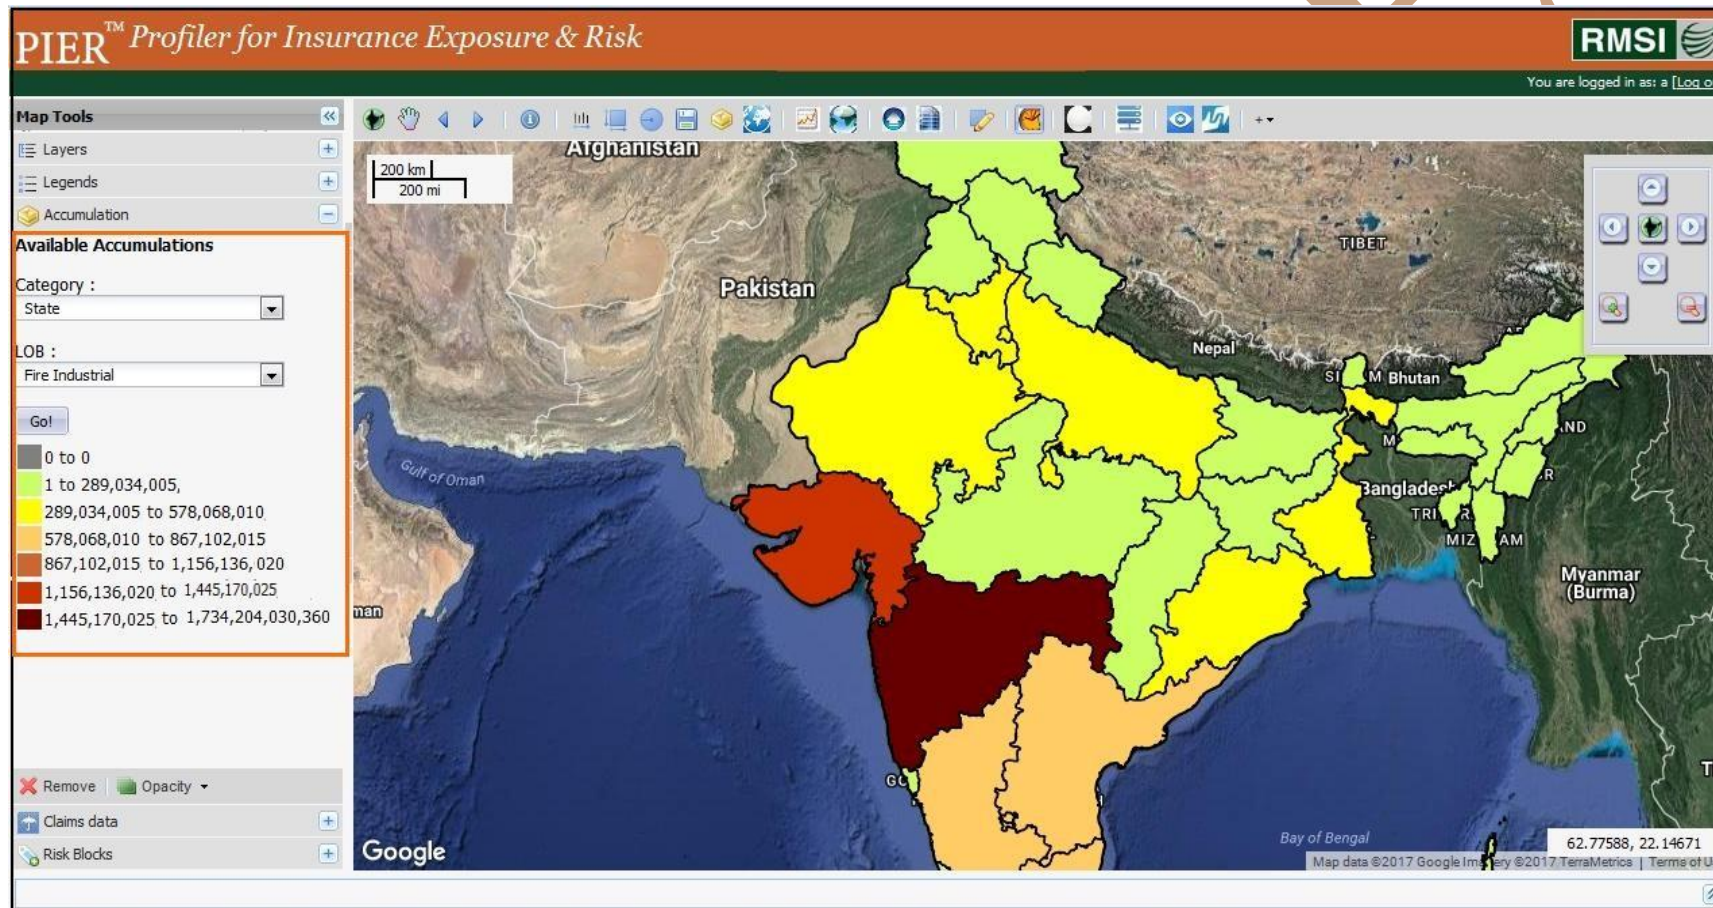 PIER™ Profiler for Insurance Exposure & Risk
RMSI
You are logged in as: a [Log o
Map Tools
Layers
Legends
Accumulation
Available Accumulations
Category :
State
LOB :
Fire Industrial
Go!
0 to 0
1 to 289,034,005,
289,034,005 to 578,068,010
578,068,010 to 867,102,015
867,102,015 to 1,156,136,020
1,156,136,020 to 1,445,170,025
1,445,170,025 to 1,734,204,030,360
Remove
Opacity
Claims data
Risk Blocks
200 km
200 mi
Afghanistan
Pakistan
TIBET
Nepal
SI M Bhutan
ND
M
Bangladesh
R
TRI R
MIZ AM
Myanmar
(Burma)
Gulf of Oman
man
GO
Bay of Bengal
T
Google
62.77588, 22.14671
Map data ©2017 Google Imagery ©2017 TerraMetrics | Terms of U